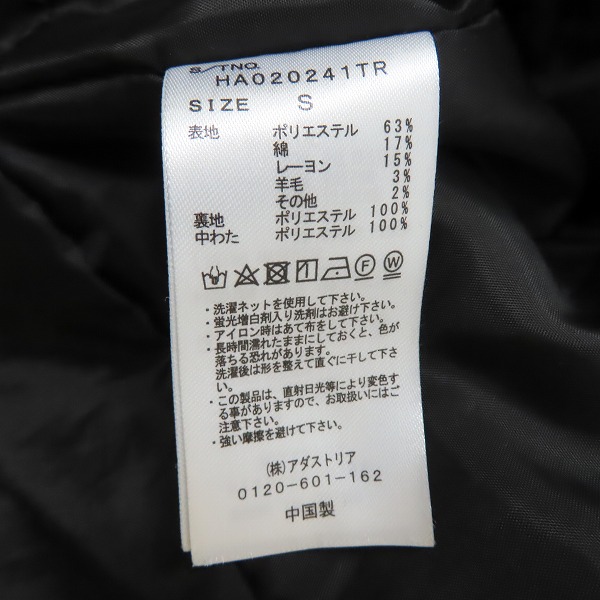 S/TNO.
HA020241TR
SIZE S
表地 ポリエステル 63%
綿 17%
レーヨン 15%
羊毛 3%
その他 2%
裏地 ポリエステル 100%
中わた ポリエステル 100%
・洗濯ネットを使用して下さい。
・蛍光増白剤入り洗剤はお避け下さい。
・アイロン時はあて布をして下さい。
・長時間濡れたままにしておくと、色が
落ちる恐れがあります。
洗濯後は形を整えて直ぐに干して下さ
い。
・この製品は、直射日光等により変色す
る事がありますので、お取扱いにはご
注意下さい。
・強い摩擦を避けて下さい。
(株)アダストリア
0120-601-162
中国製